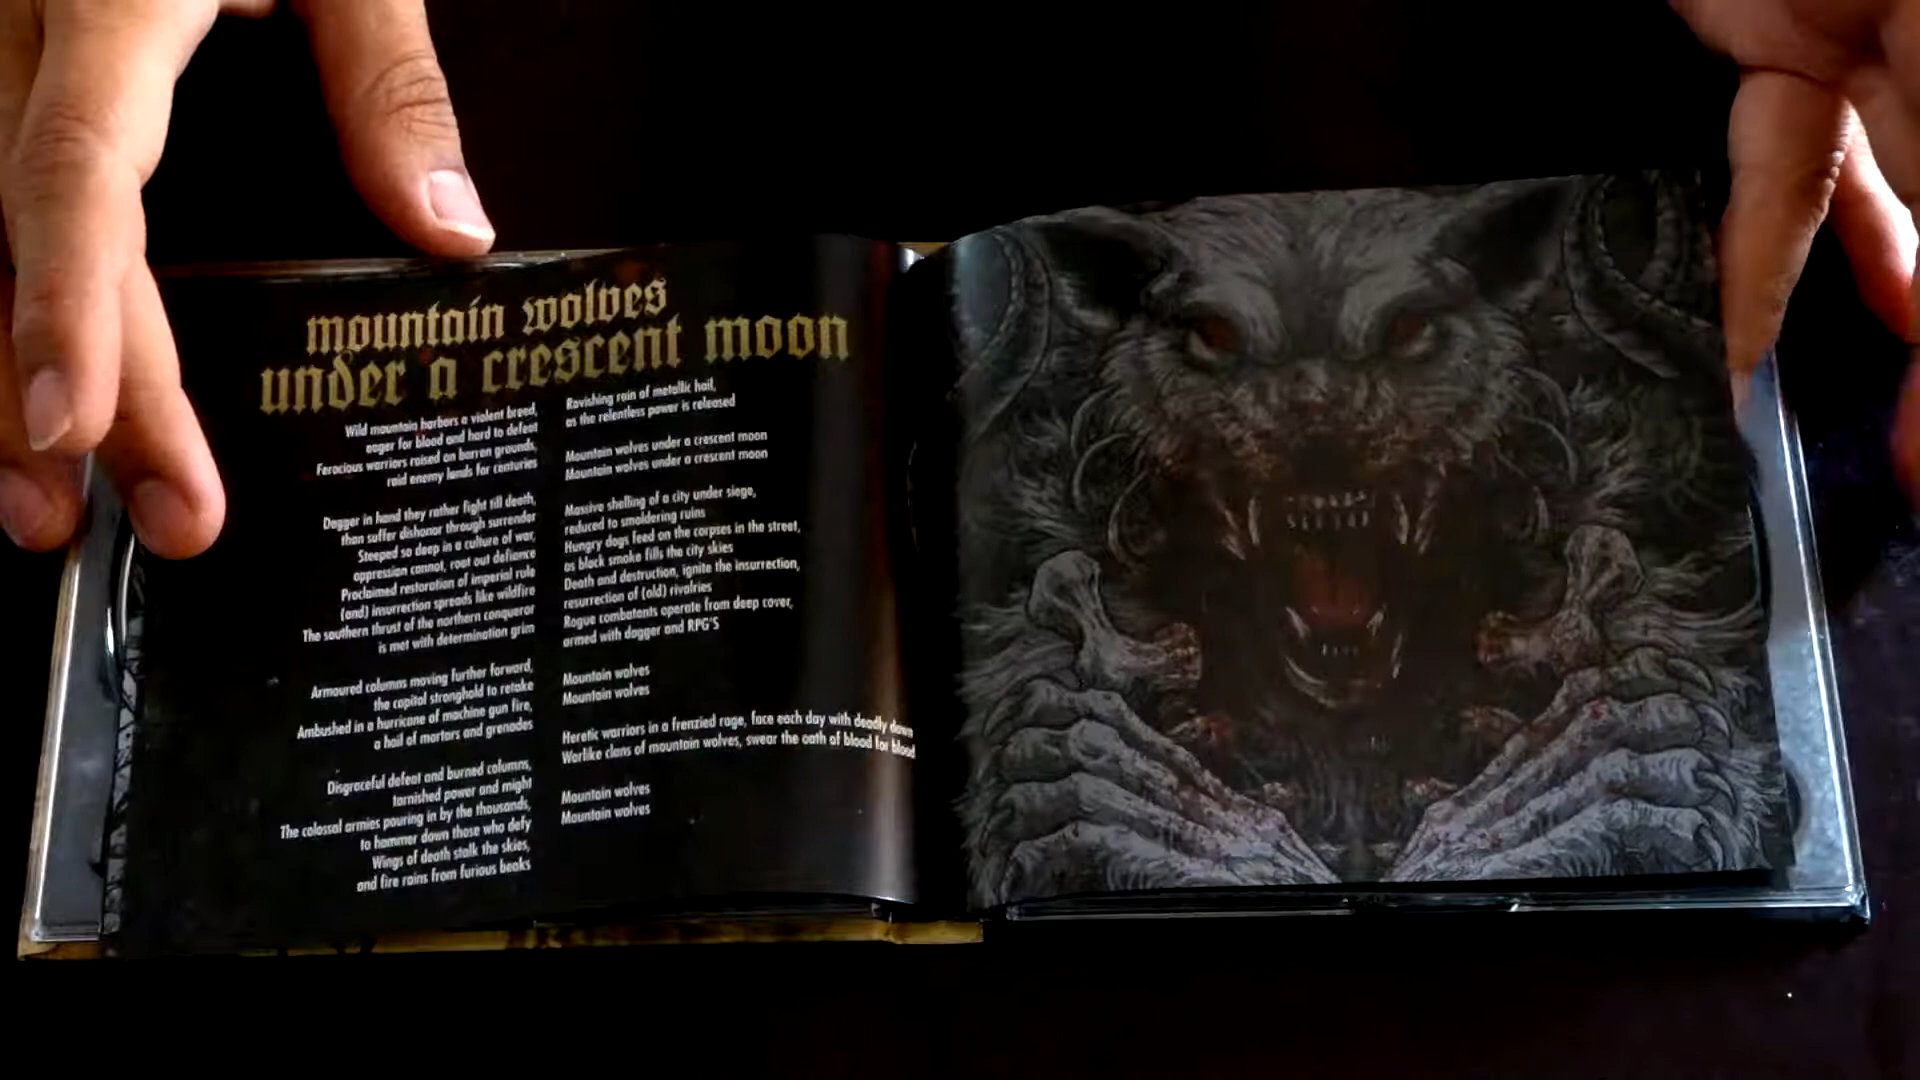 mountain wolves
under a crescent moon
Wild mountain harbors a violent breed,
eager for blood and hard to defeat
Ferocious warriors raised on barren grounds,
raid enemy lands for centuries
Dagger in hand they rather fight till death,
than suffer dishonor through surrender
Steeped so deep in a culture of war,
oppression cannot, root out defiance
Proclaimed restoration of imperial rule
(and) insurrection spreads like wildfire
The southern thrust of the northern conqueror
is met with determination grim
Armoured columns moving further forward,
the capital stronghold to retake
Ambushed in a hurricane of machine gun fire,
a hail of mortars and grenades
Disgraceful defeat and burned columns,
tarnished power and might
The colossal armies pouring in by the thousands,
to hammer down those who defy
Wings of death stalk the skies,
and fire rains from furious beaks
Ravishing rain of metallic hail,
as the relentless power is released
Mountain wolves under a crescent moon
Mountain wolves under a crescent moon
Massive shelling of a city under siege,
reduced to smoldering ruins
Hungry dogs feed on the corpses in the street,
as black smoke fills the city skies
Death and destruction, ignite the insurrection,
resurrection of (old) rivalries
Rogue combatants operate from deep cover,
armed with dagger and RPG'S
Mountain wolves
Mountain wolves
Heretic warriors in a frenzied rage, face each day with deadly dawn
Warlike clans of mountain wolves, swear the oath of blood for blood
Mountain wolves
Mountain wolves